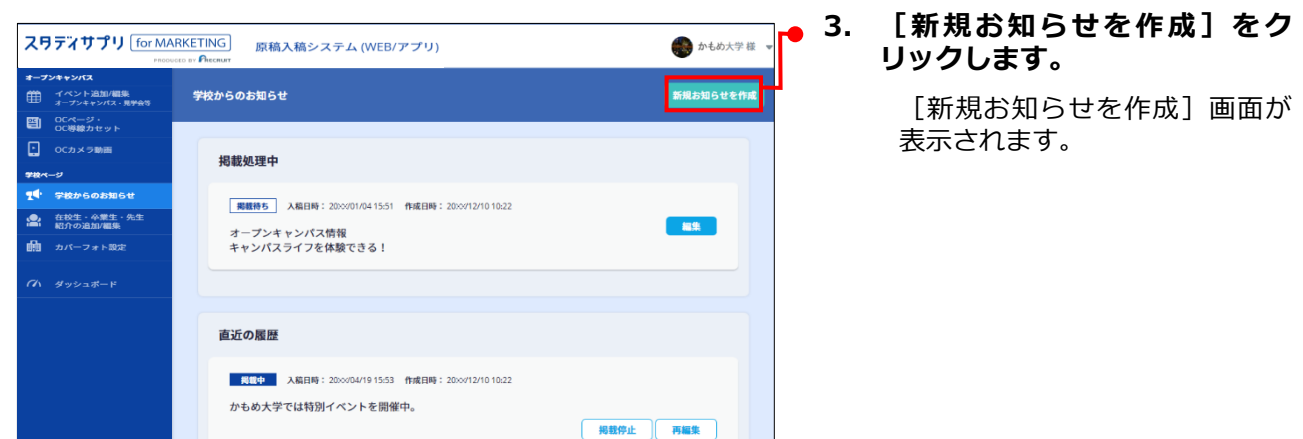 スタディサプリ for MARKETING
PRODUCED BY RECRUIT
原稿入稿システム (WEB/アプリ)
かもめ大学 様
オープンキャンパス
イベント追加/編集
オープンキャンパス・見学会等
OCページ・
OC導線カセット
OCカメラ動画
学校ページ
学校からのお知らせ
在校生・卒業生・先生
紹介の追加/編集
カバーフォト設定
ダッシュボード
学校からのお知らせ
新規お知らせを作成
掲載処理中
掲載待ち 入稿日時：20××/01/04 15:51 作成日時：20××/12/10 10:22
オープンキャンパス情報
キャンパスライフを体験できる！
編集
直近の履歴
掲載中 入稿日時：20××/04/19 15:53 作成日時：20××/12/10 10:22
かもめ大学では特別イベントを開催中。
掲載停止 再編集
3. ［新規お知らせを作成］をク
リックします。
［新規お知らせを作成］画面が
表示されます。